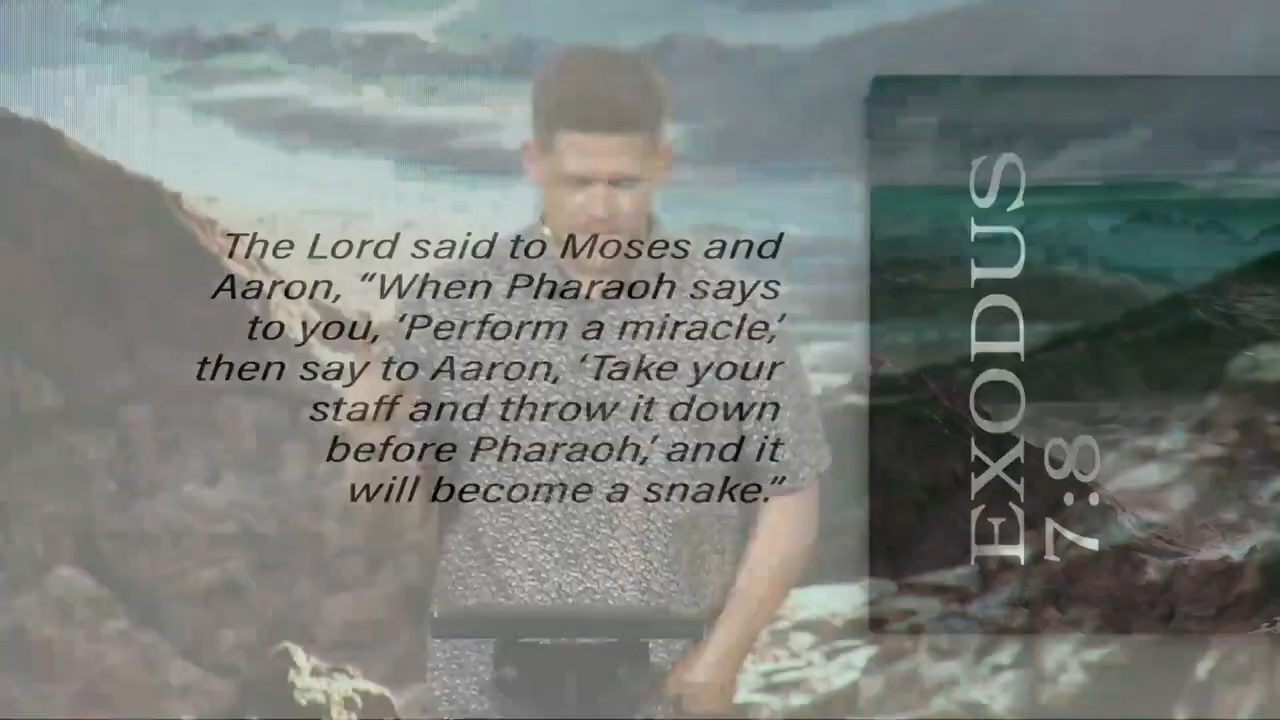 The Lord said to Moses and
Aaron, “When Pharaoh says
to you, ‘Perform a miracle,’
then say to Aaron, ‘Take your
staff and throw it down
before Pharaoh,’ and it
will become a snake.”
EXODUS
7:8